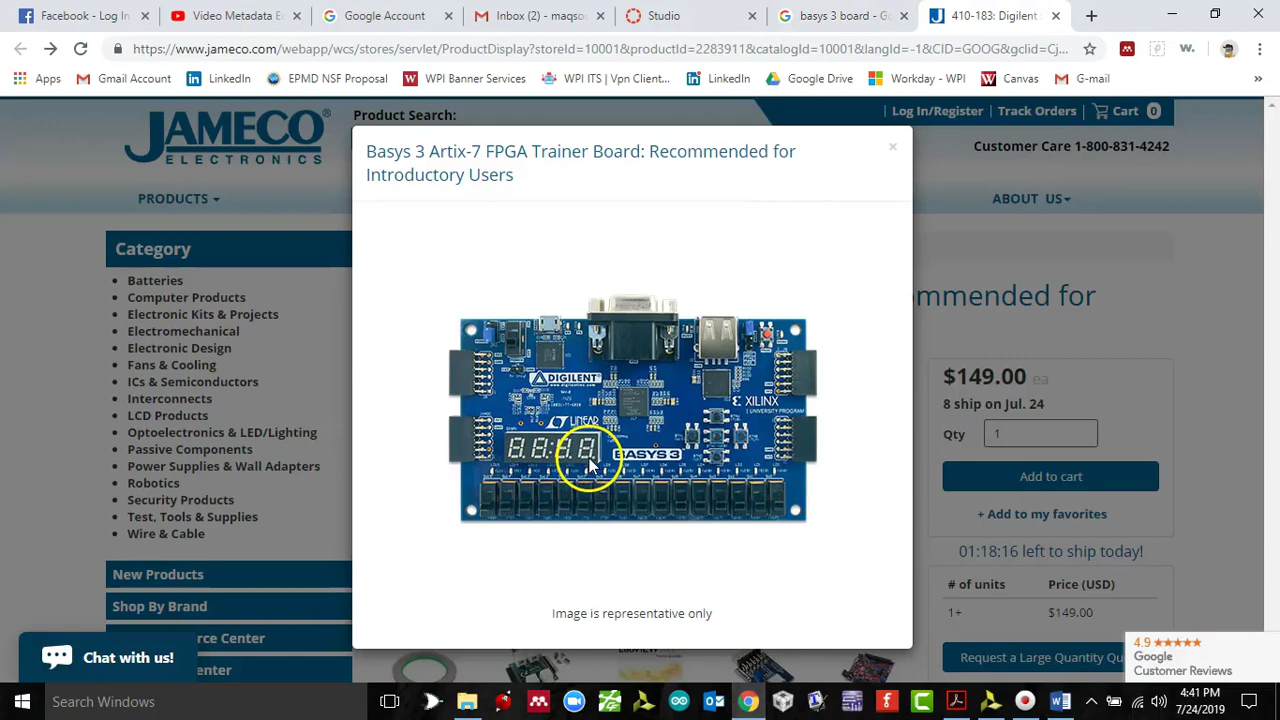 Facebook - Log In
Video Metadata E
Google Account
Inbox (2) - maqso
Studio
basys 3 board - Go
410-183: Digilent
https://www.jameco.com/webapp/wcs/stores/servlet/ProductDisplay?storeId=10001&productId=2283911&catalogId=10001&langId=-1&CID=GOOG&gclid=Cj...
Apps
Gmail Account
LinkedIn
EPMD NSF Proposal
WPI Banner Services
WPI ITS | Vpn Client...
LinkedIn
Google Drive
Workday - WPI
Canvas
G-mail
»
JAMECO®
ELECTRONICS
Product Search:
Log In/Register | Track Orders | Cart 0
Customer Care 1-800-831-4242
PRODUCTS
ABOUT US
Basys 3 Artix-7 FPGA Trainer Board: Recommended for
Introductory Users
×
Category
Batteries
Computer Products
Electronic Kits & Projects
Electromechanical
Electronic Design
Fans & Cooling
ICs & Semiconductors
Interconnects
LCD Products
Optoelectronics & LED/Lighting
Passive Components
Power Supplies & Wall Adapters
Robotics
Security Products
Test, Tools & Supplies
Wire & Cable
New Products
Shop By Brand
rce Center
enter
DIGILENT
XILINX
UNIVERSITY PROGRAM
LINEAR
BASYS 3
Image is representative only
mmended for
$149.00 ea
8 ship on Jul. 24
Qty 1
Add to cart
+ Add to my favorites
01:18:16 left to ship today!
# of units Price (USD)
1+ $149.00
Request a Large Quantity Qu
4.9 ★★★★★
Google
Customer Reviews
Chat with us!
Search Windows
4:41 PM
7/24/2019